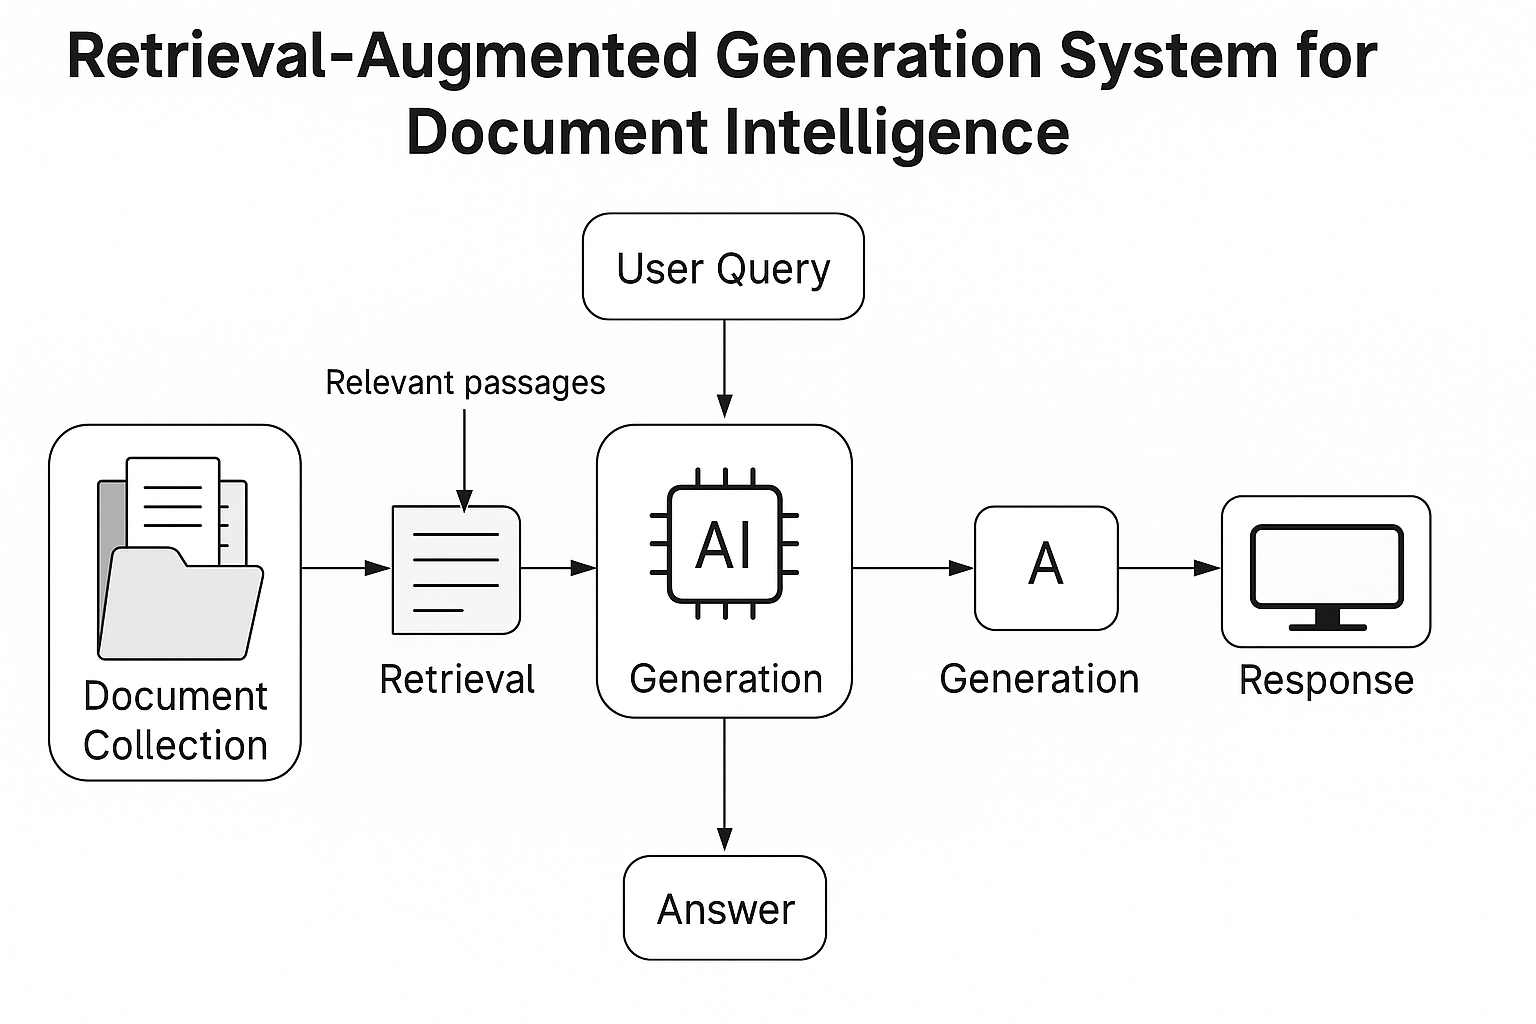 Retrieval-Augmented Generation System for
Document Intelligence
User Query
Relevant passages
AI
A
Document
Collection
Retrieval
Generation
Generation
Response
Answer